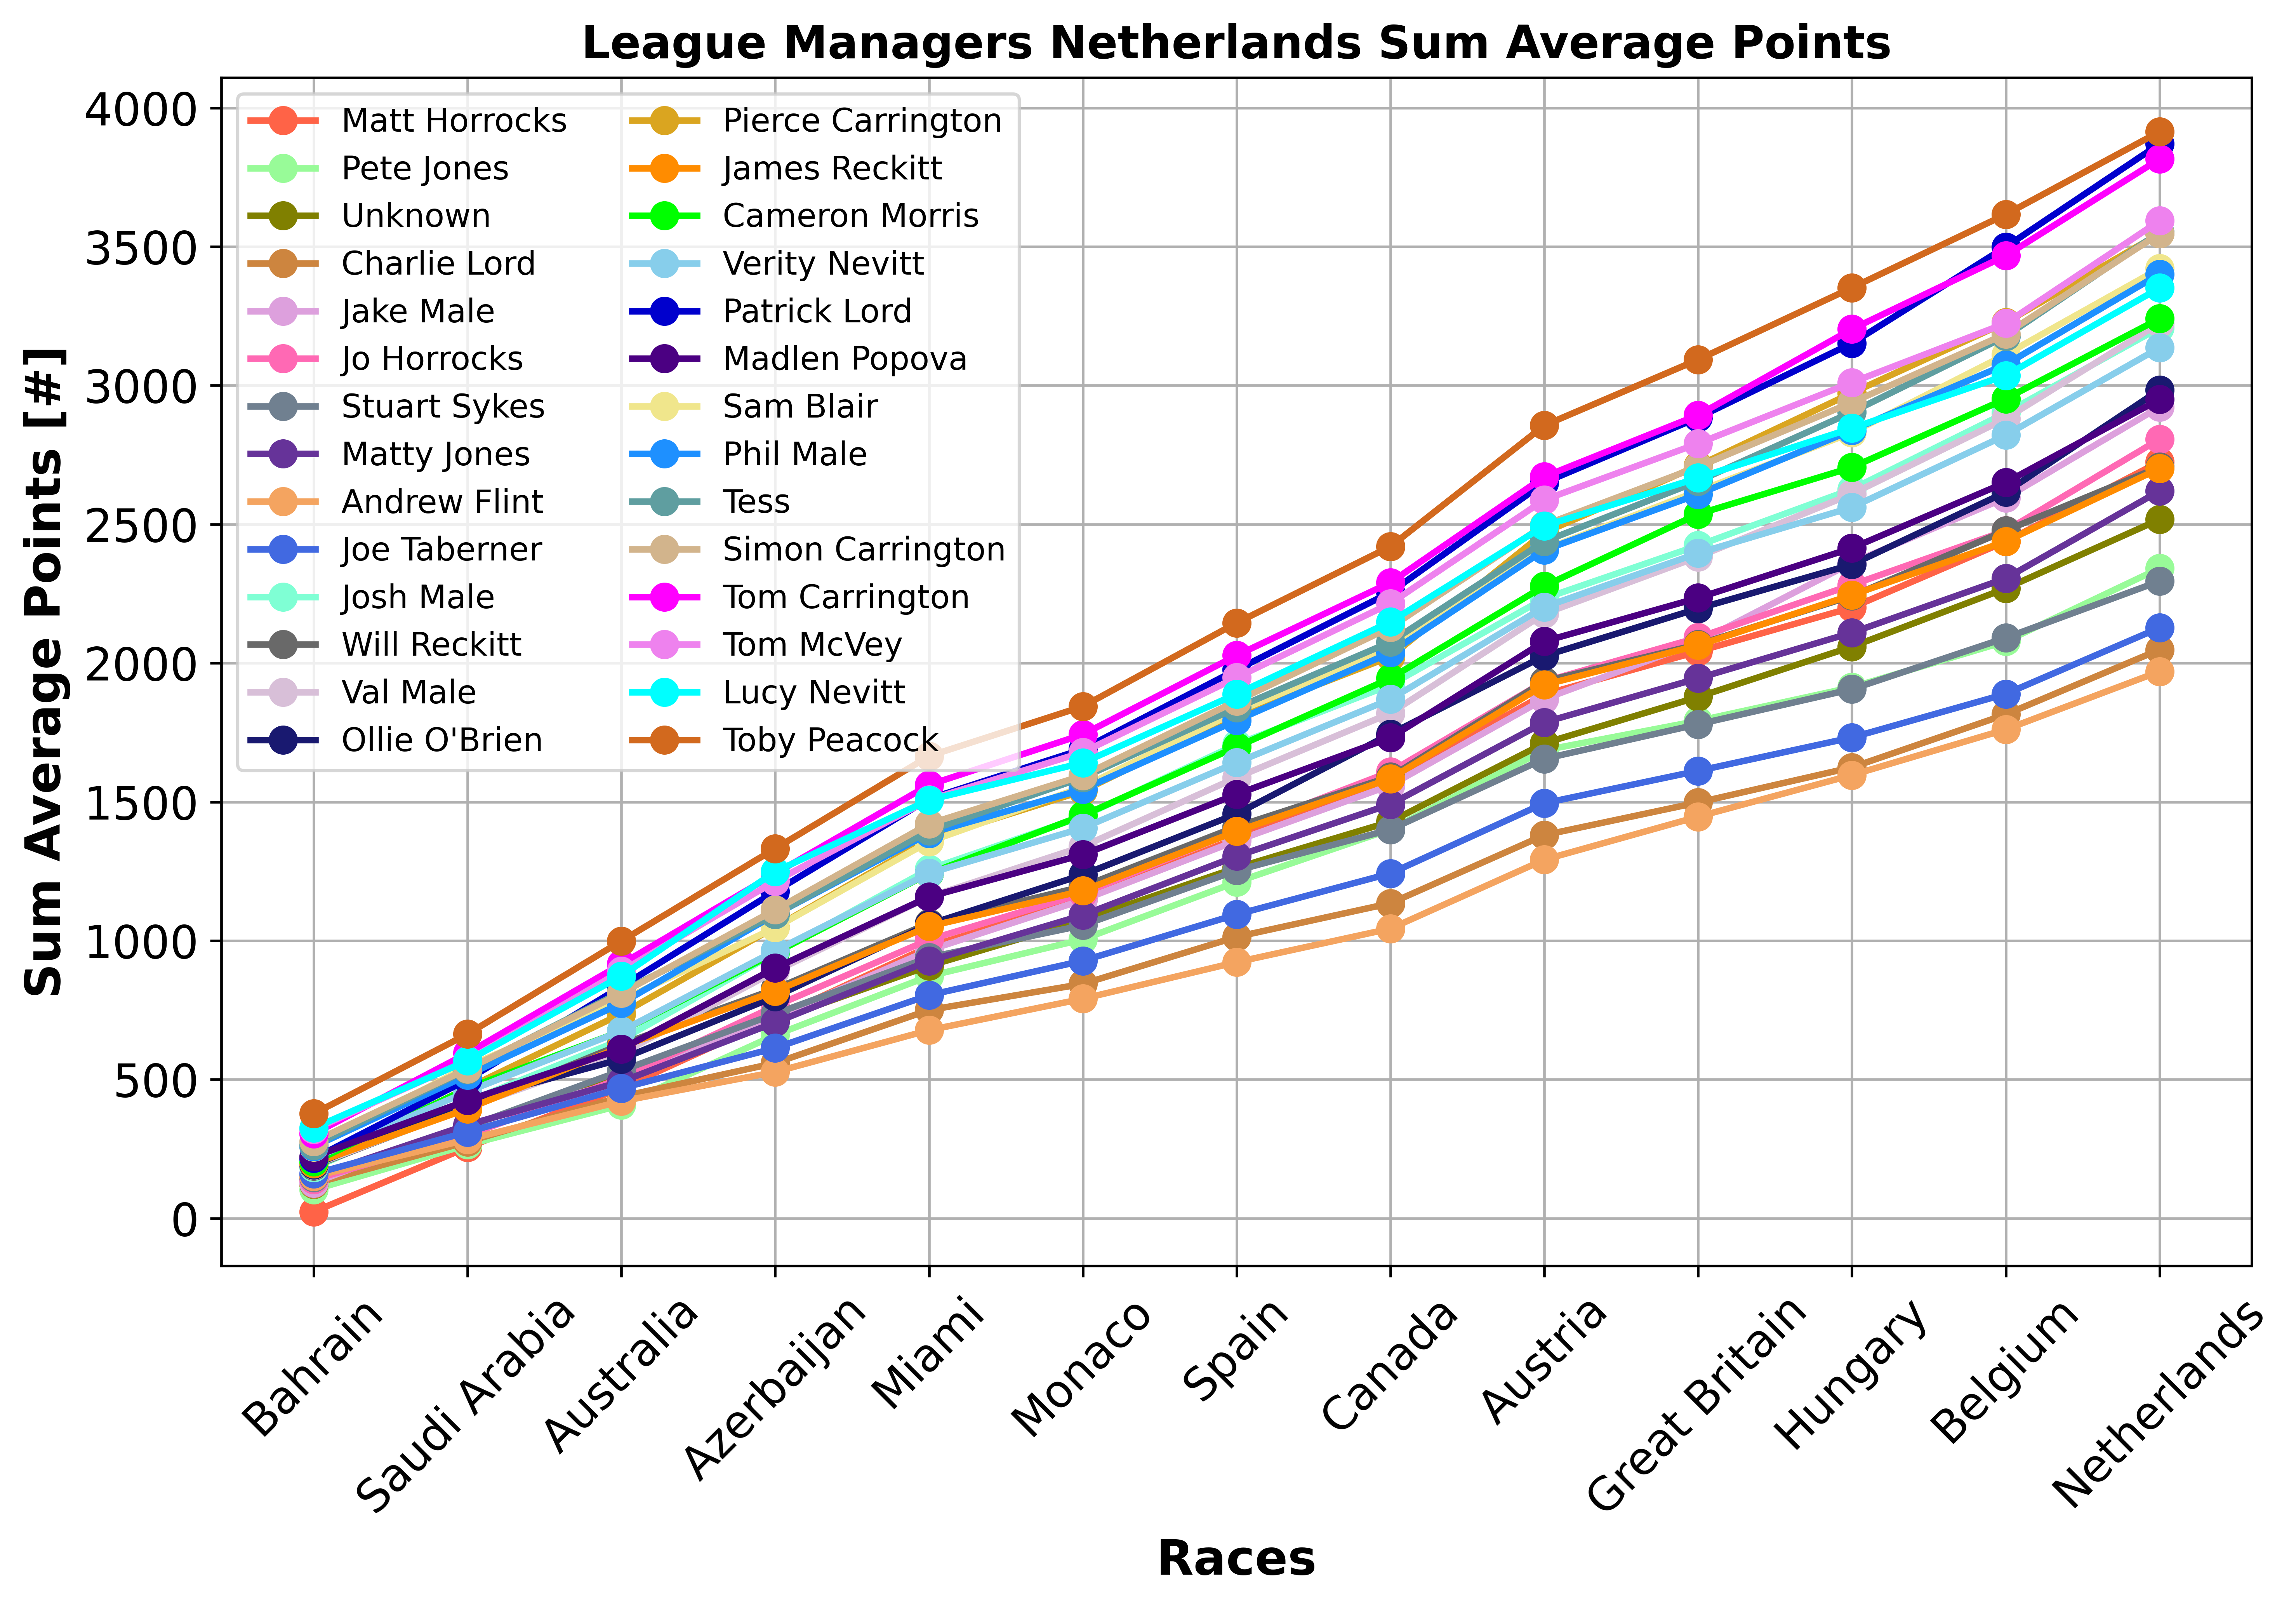 League Managers Netherlands Sum Average Points
Sum Average Points [#]
4000
3500
3000
2500
2000
1500
1000
500
0
Matt Horrocks
Pete Jones
Unknown
Charlie Lord
Jake Male
Jo Horrocks
Stuart Sykes
Matty Jones
Andrew Flint
Joe Taberner
Josh Male
Will Reckitt
Val Male
Ollie O'Brien
Pierce Carrington
James Reckitt
Cameron Morris
Verity Nevitt
Patrick Lord
Madlen Popova
Sam Blair
Phil Male
Tess
Simon Carrington
Tom Carrington
Tom McVey
Lucy Nevitt
Toby Peacock
Bahrain
Saudi Arabia
Australia
Azerbaijan
Miami
Monaco
Spain
Canada
Austria
Great Britain
Hungary
Belgium
Netherlands
Races